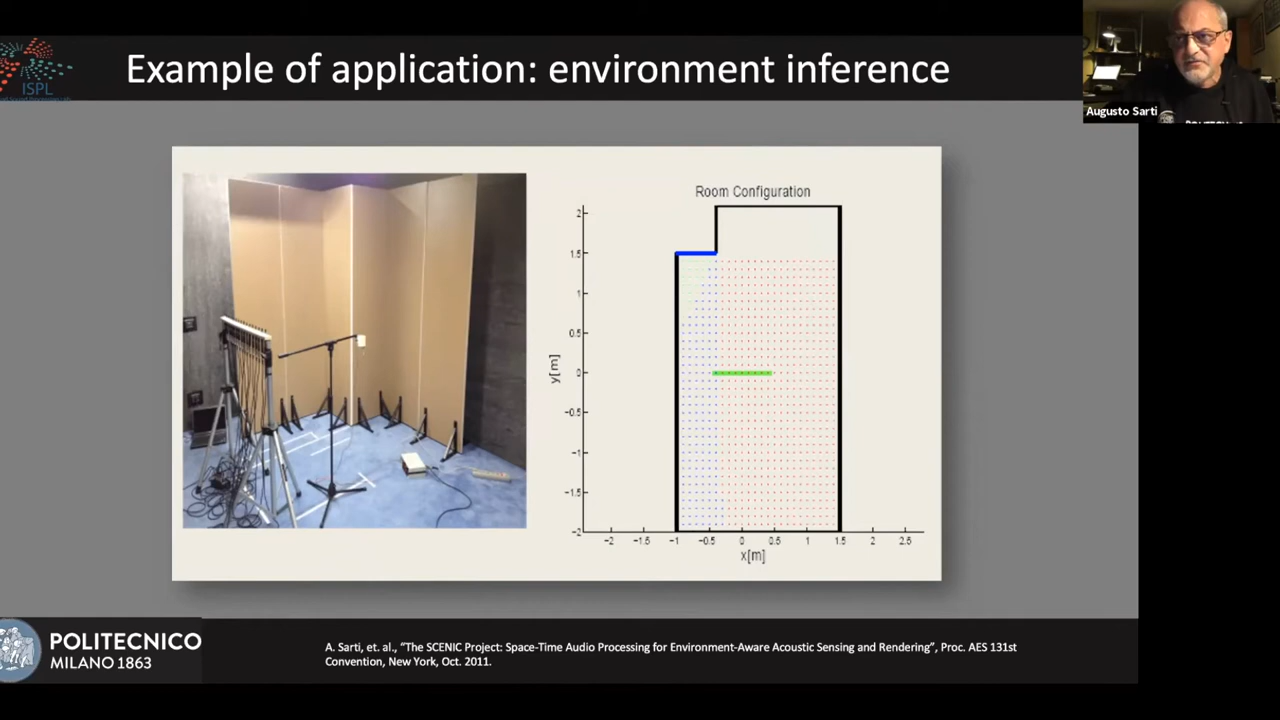 Example of application: environment inference
ISPL
Augusto Sarti
Room Configuration
2
1.5
1
0.5
0
-0.5
-1
-1.5
-2
y[m]
-2 -1.5 -1 -0.5 0 0.5 1 1.5 2 2.5
x[m]
POLITECNICO
MILANO 1863
A. Sarti, et. al., “The SCENIC Project: Space-Time Audio Processing for Environment-Aware Acoustic Sensing and Rendering”, Proc. AES 131st
Convention, New York, Oct. 2011.